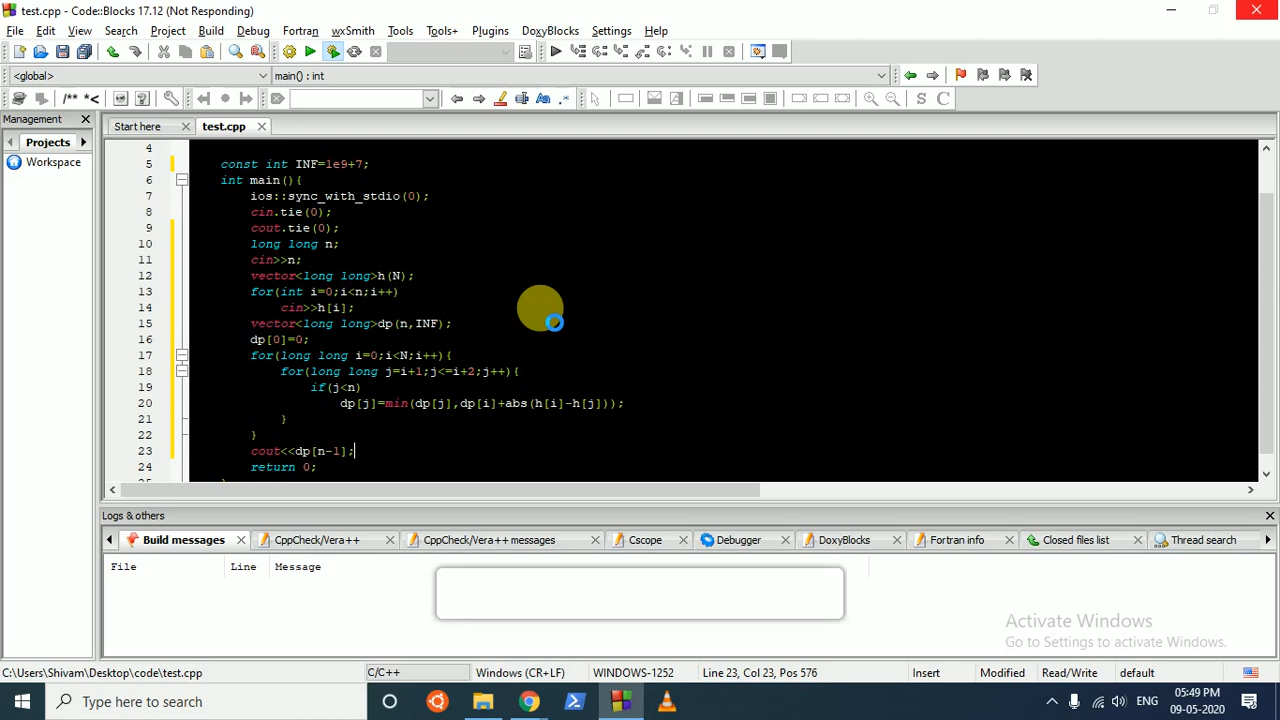 test.cpp - Code::Blocks 17.12 (Not Responding)
File Edit View Search Project Build Debug Fortran wxSmith Tools Tools+ Plugins DoxyBlocks Settings Help
<global> main() : int
/** *< S C
Management Start here test.cpp
Projects
Workspace
4
5 const int INF=1e9+7;
6 int main(){
7 ios::sync_with_stdio(0);
8 cin.tie(0);
9 cout.tie(0);
10 long long n;
11 cin>>n;
12 vector<long long>h(N);
13 for(int i=0;i<n;i++)
14 cin>>h[i];
15 vector<long long>dp(n,INF);
16 dp[0]=0;
17 for(long long i=0;i<N;i++){
18 for(long long j=i+1;j<=i+2;j++){
19 if(j<n)
20 dp[j]=min(dp[j],dp[i]+abs(h[i]-h[j]));
21 }
22 }
23 cout<<dp[n-1];
24 return 0;
25 }
Logs & others
Build messages CppCheck/Vera++ CppCheck/Vera++ messages Cscope Debugger DoxyBlocks Fortran info Closed files list Thread search
File Line Message
Activate Windows
Go to Settings to activate Windows.
C:\Users\Shivam\Desktop\code\test.cpp C/C++ Windows (CR+LF) WINDOWS-1252 Line 23, Col 23, Pos 576 Insert Modified Read/Write default
Type here to search ENG 05:49 PM
09-05-2020